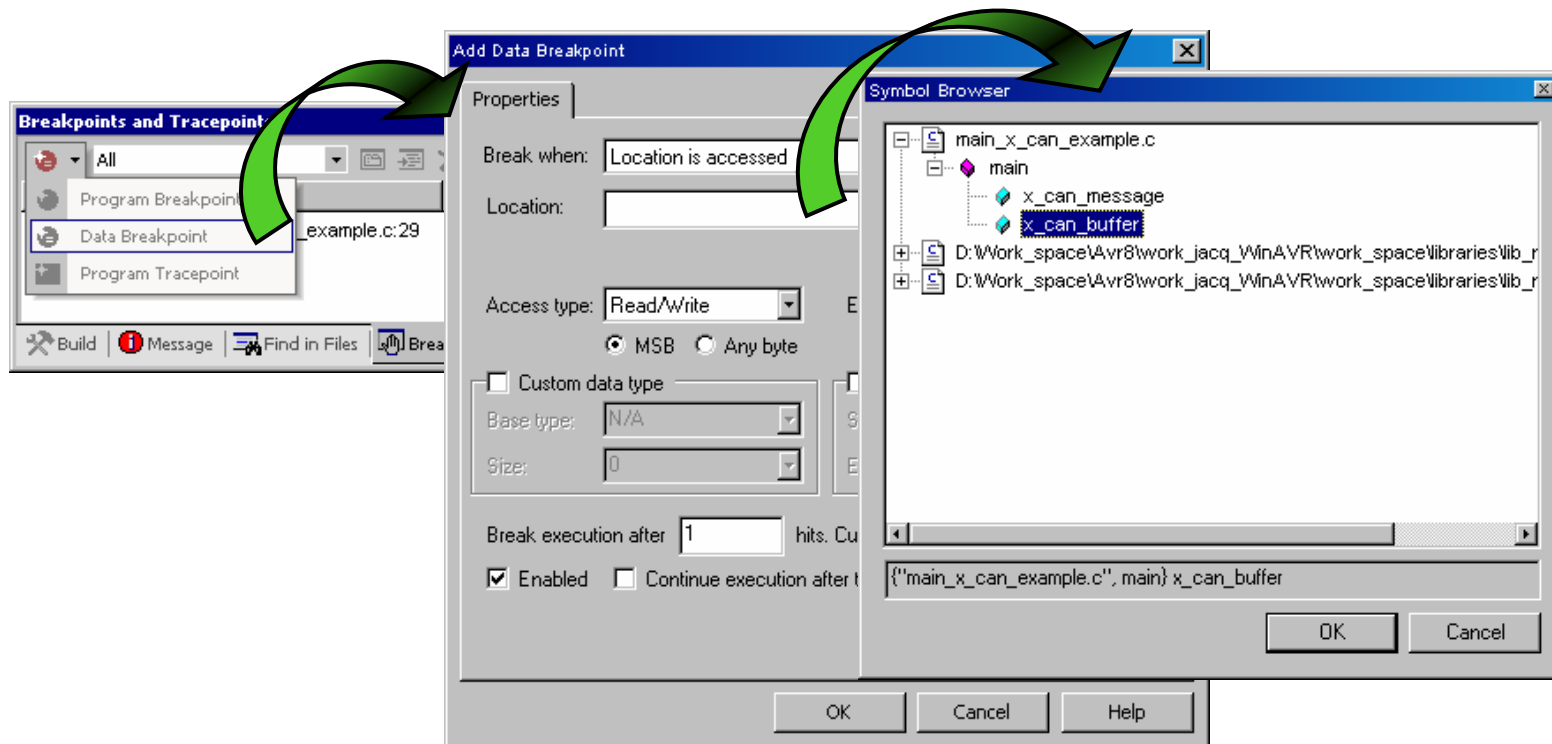 Breakpoints and Tracepoint
All
Program Breakpoint
Data Breakpoint
Program Tracepoint
_example.c:29
Build
Message
Find in Files
Brea
Add Data Breakpoint
Properties
Break when:
Location is accessed
Location:
Access type:
Read/Write
E
MSB
Any byte
Custom data type
Base type:
N/A
S
Size:
0
E
Break execution after
1
hits. Cu
Enabled
Continue execution after t
OK
Cancel
Help
Symbol Browser
main_x_can_example.c
main
x_can_message
x_can_buffer
D:\Work_space\Avr8\work_jacq_WinAVR\work_space\libraries\lib_r
D:\Work_space\Avr8\work_jacq_WinAVR\work_space\libraries\lib_r
{"main_x_can_example.c", main} x_can_buffer
OK
Cancel